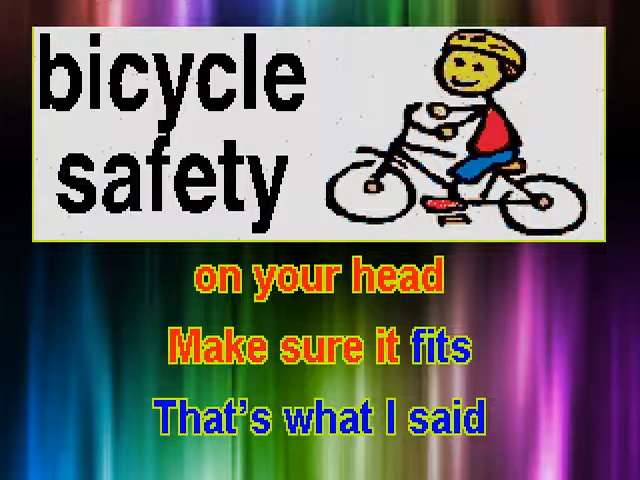 bicycle
safety
on your head
Make sure it fits
That's what I said